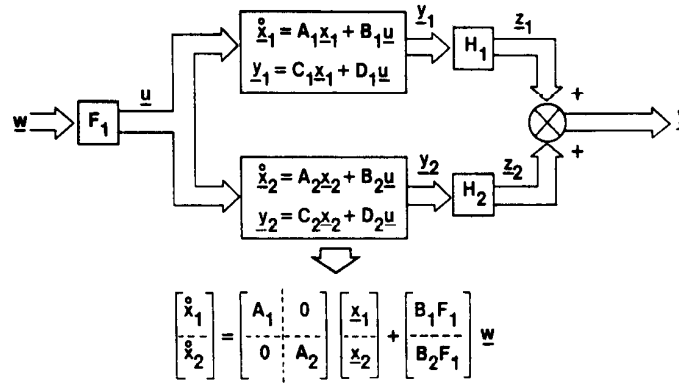 y₁
z₁
x̊₁ = A₁x₁ + B₁u
y₁ = C₁x₁ + D₁u
H₁
+
u
w
F₁
y
+
y₂
z₂
x̊₂ = A₂x₂ + B₂u
y₂ = C₂x₂ + D₂u
H₂
[x̊₁ / x̊₂] = [A₁ 0 / 0 A₂] [x₁ / x₂] + [B₁F₁ / B₂F₁] w